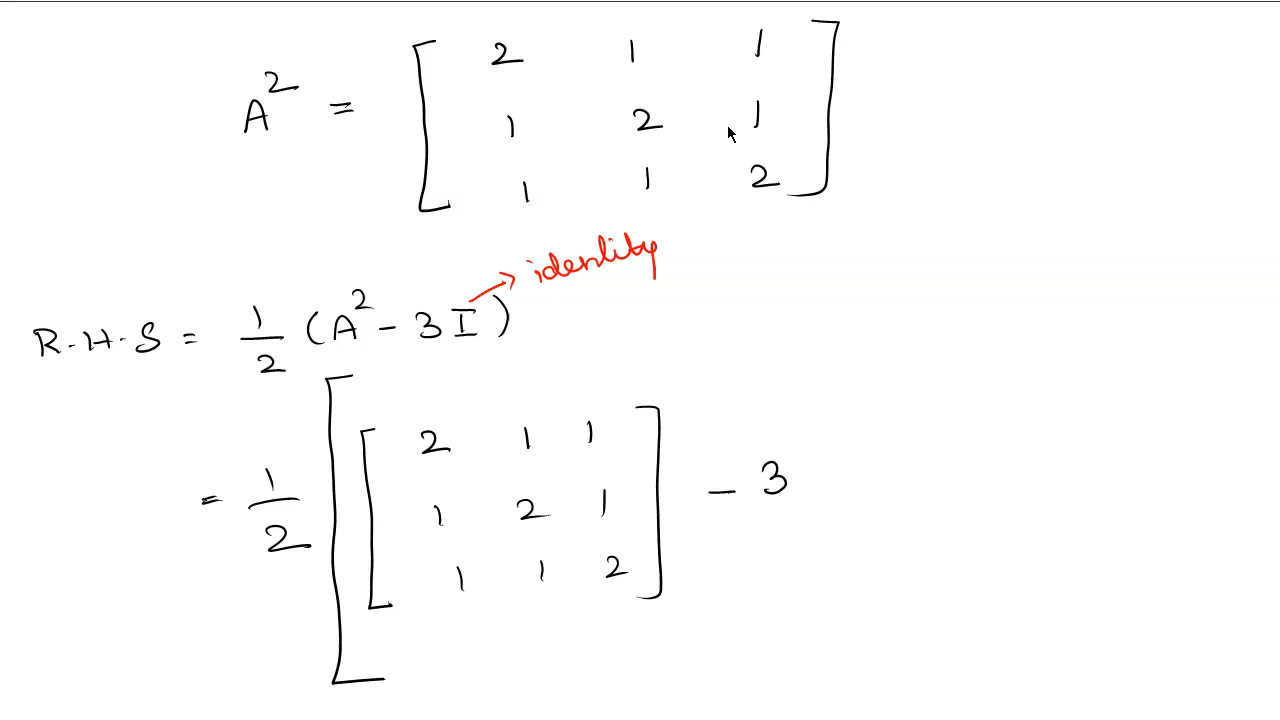 A² = [ 2 1 1
1 2 1
1 1 2 ]
→ identity
R.H.S = 1/2 (A² - 3I)
= 1/2 [ [ 2 1 1
1 2 1
1 1 2 ] - 3